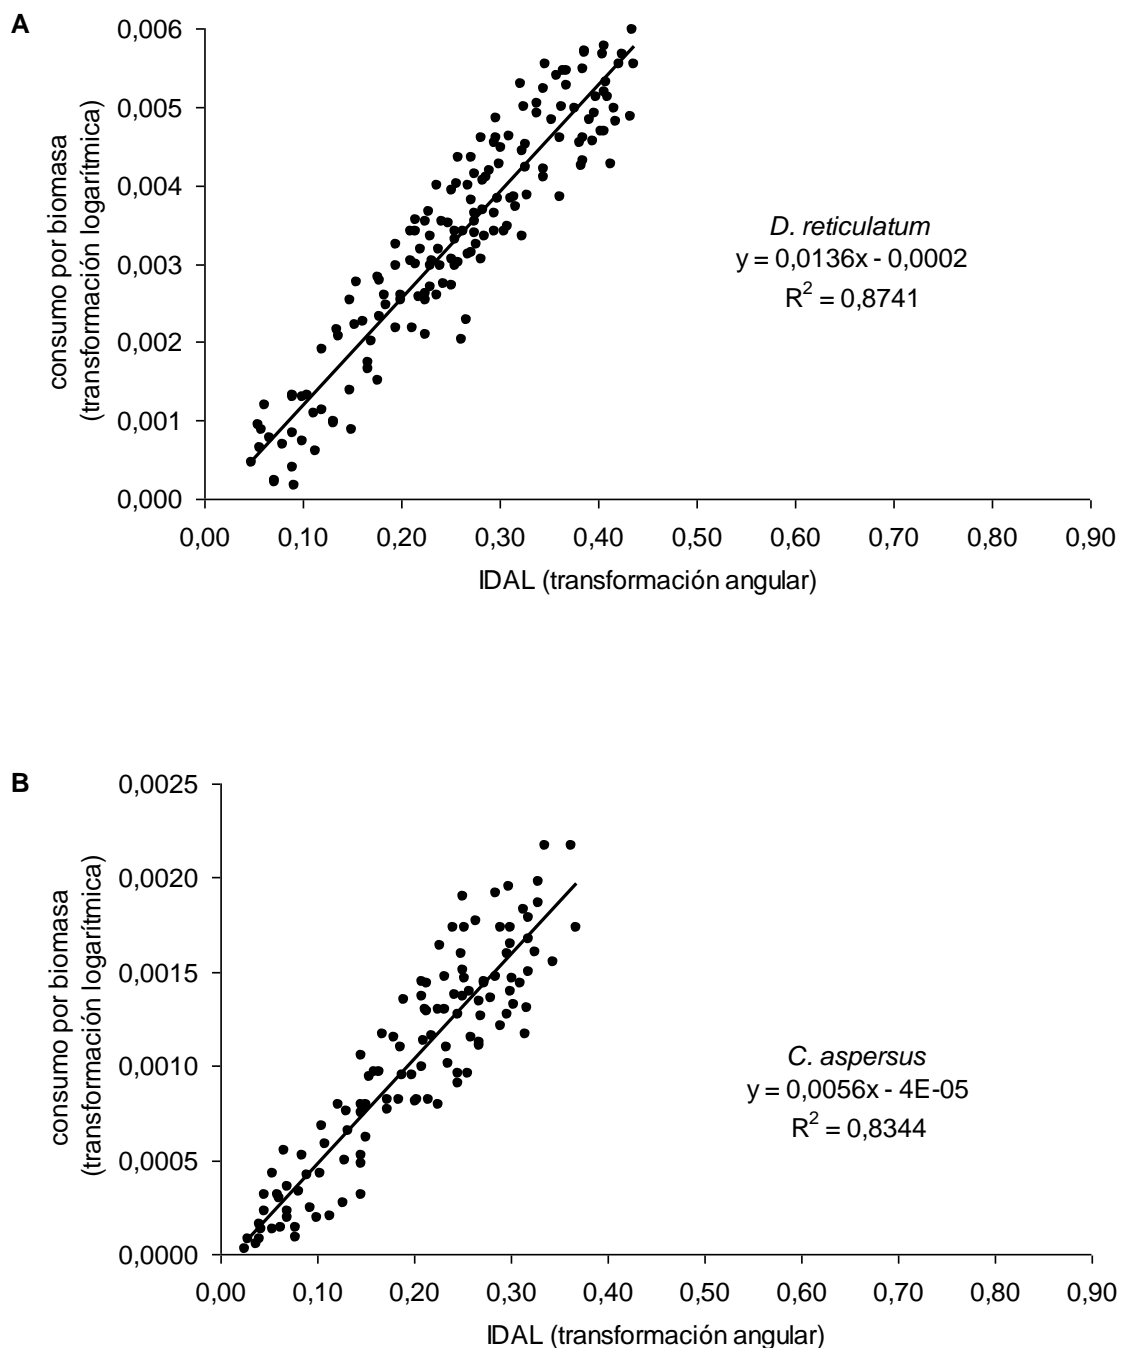 A
0,006
0,005
0,004
0,003
0,002
0,001
0,000
consumo por biomasa
(transformación logarítmica)
D. reticulatum
y = 0,0136x - 0,0002
R² = 0,8741
0,00 0,10 0,20 0,30 0,40 0,50 0,60 0,70 0,80 0,90
IDAL (transformación angular)
B
0,0025
0,0020
0,0015
0,0010
0,0005
0,0000
consumo por biomasa
(transformación logarítmica)
C. aspersus
y = 0,0056x - 4E-05
R² = 0,8344
0,00 0,10 0,20 0,30 0,40 0,50 0,60 0,70 0,80 0,90
IDAL (transformación angular)